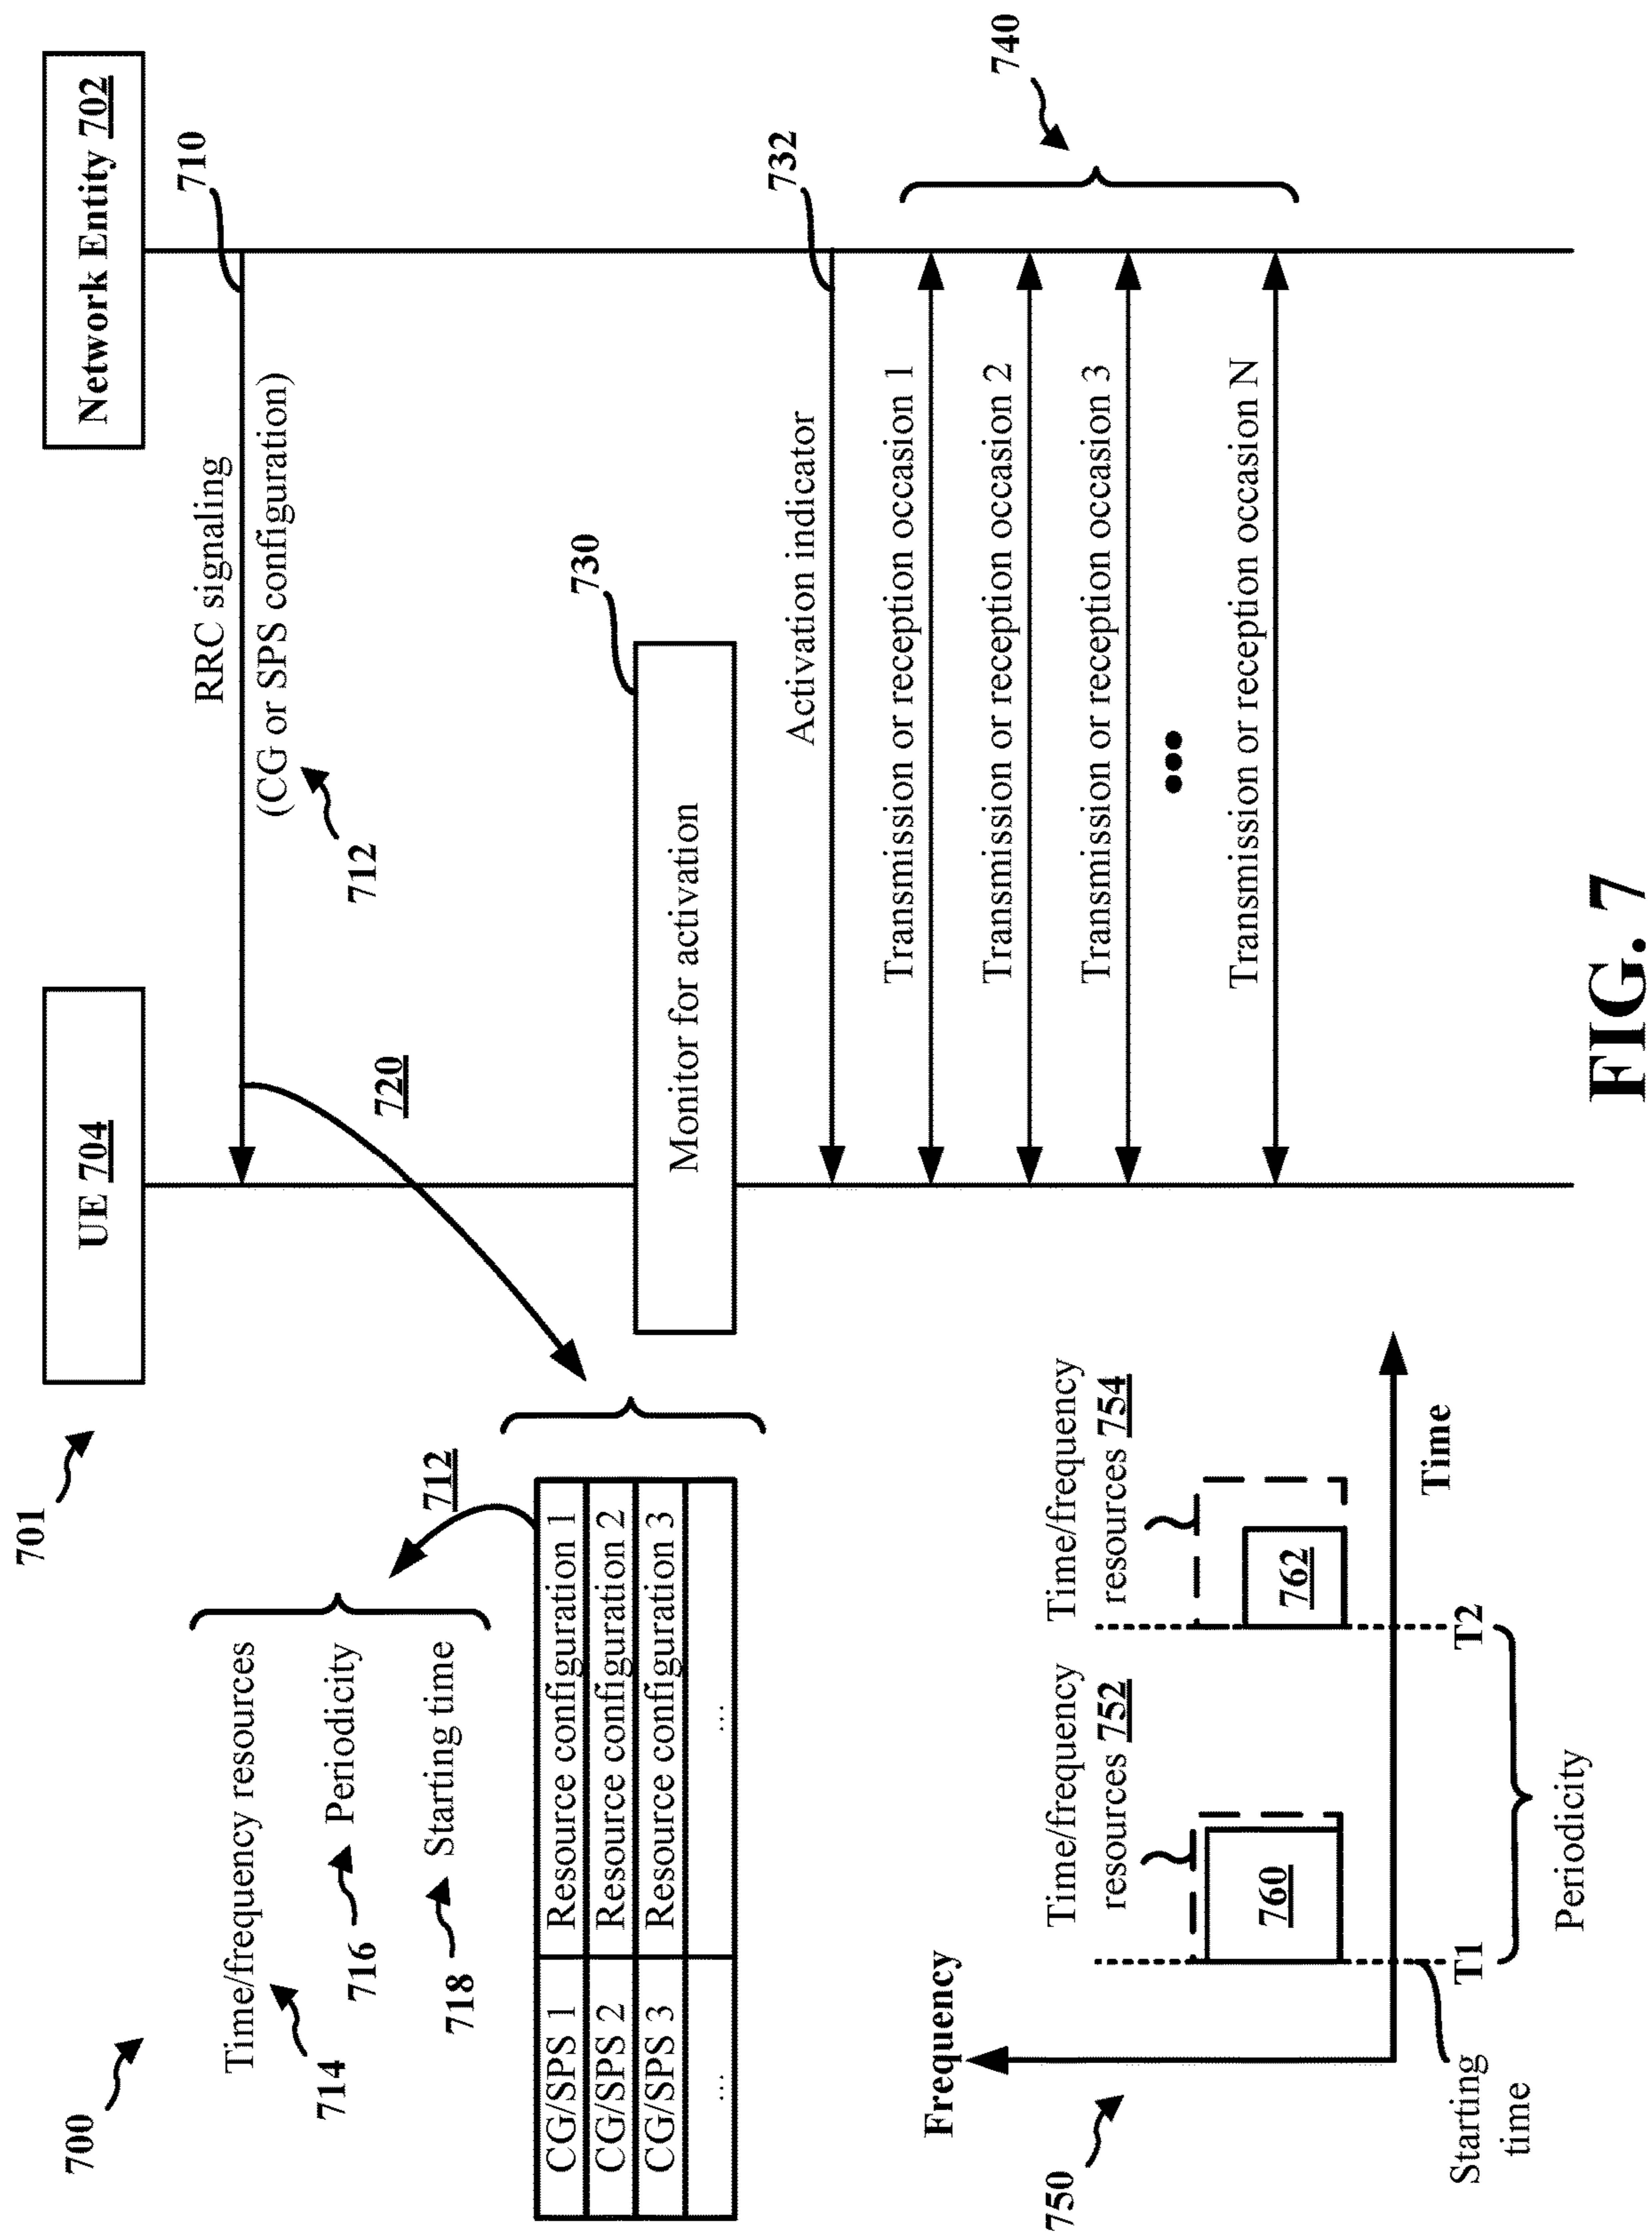 700
701
UE 704
Network Entity 702
710
RRC signaling
(CG or SPS configuration)
712
720
Time/frequency resources
714
716
Periodicity
718
Starting time
712
CG/SPS 1 Resource configuration 1
CG/SPS 2 Resource configuration 2
CG/SPS 3 Resource configuration 3
... ...
730
Monitor for activation
732
Activation indicator
Transmission or reception occasion 1
Transmission or reception occasion 2
Transmission or reception occasion 3
•••
Transmission or reception occasion N
740
750
Frequency
Time/frequency
resources 752
Time/frequency
resources 754
760
762
Time
T1
T2
Starting
time
Periodicity
FIG. 7